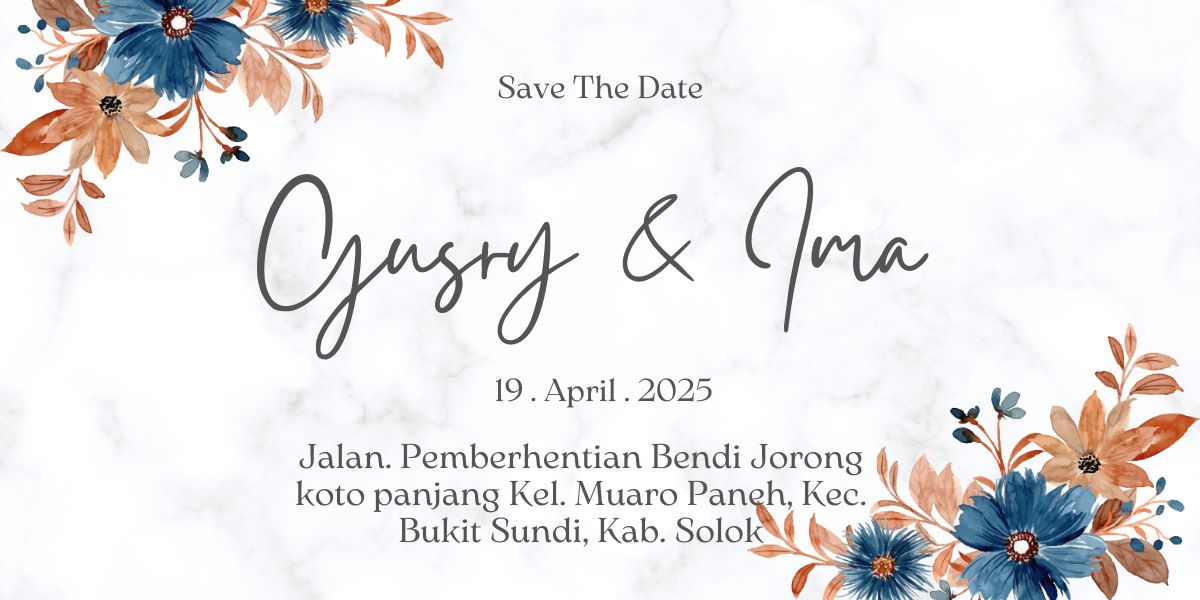 Save The Date
Gusry & Ima
19 . April . 2025
Jalan. Pemberhentian Bendi Jorong
koto panjang Kel. Muaro Paneh, Kec.
Bukit Sundi, Kab. Solok